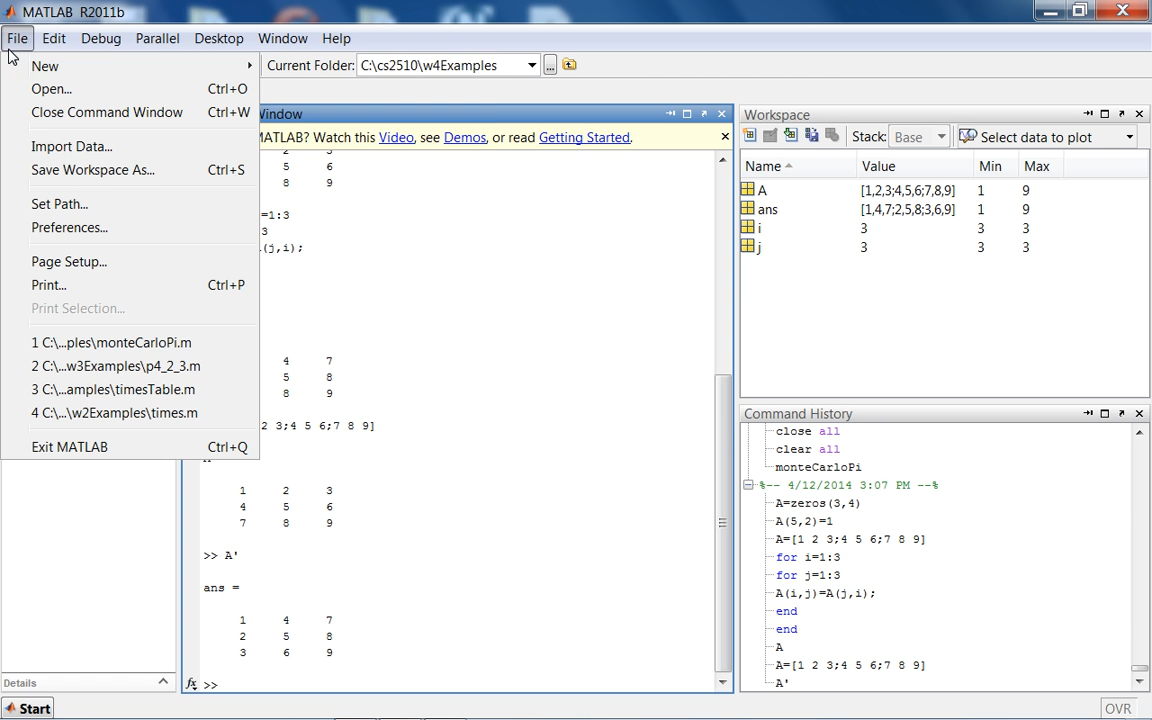 MATLAB R2011b
File Edit Debug Parallel Desktop Window Help
New
Open... Ctrl+O
Close Command Window Ctrl+W
Import Data...
Save Workspace As... Ctrl+S
Set Path...
Preferences...
Page Setup...
Print... Ctrl+P
Print Selection...
1 C:\...ples\monteCarloPi.m
2 C:\...w3Examples\p4_2_3.m
3 C:\...amples\timesTable.m
4 C:\...\w2Examples\times.m
Exit MATLAB Ctrl+Q
Details
Start
Current Folder: C:\cs2510\w4Examples ...
Window
MATLAB? Watch this Video, see Demos, or read Getting Started.
5 6
8 9
=1:3
3
(j,i);
4 7
5 8
8 9
2 3;4 5 6;7 8 9]
1 2 3
4 5 6
7 8 9
>> A'
ans =
1 4 7
2 5 8
3 6 9
fx >>
Workspace
Stack: Base Select data to plot
Name Value Min Max
A [1,2,3;4,5,6;7,8,9] 1 9
ans [1,4,7;2,5,8;3,6,9] 1 9
i 3 3 3
j 3 3 3
Command History
close all
clear all
monteCarloPi
%-- 4/12/2014 3:07 PM --%
A=zeros(3,4)
A(5,2)=1
A=[1 2 3;4 5 6;7 8 9]
for i=1:3
for j=1:3
A(i,j)=A(j,i);
end
end
A
A=[1 2 3;4 5 6;7 8 9]
A'
OVR